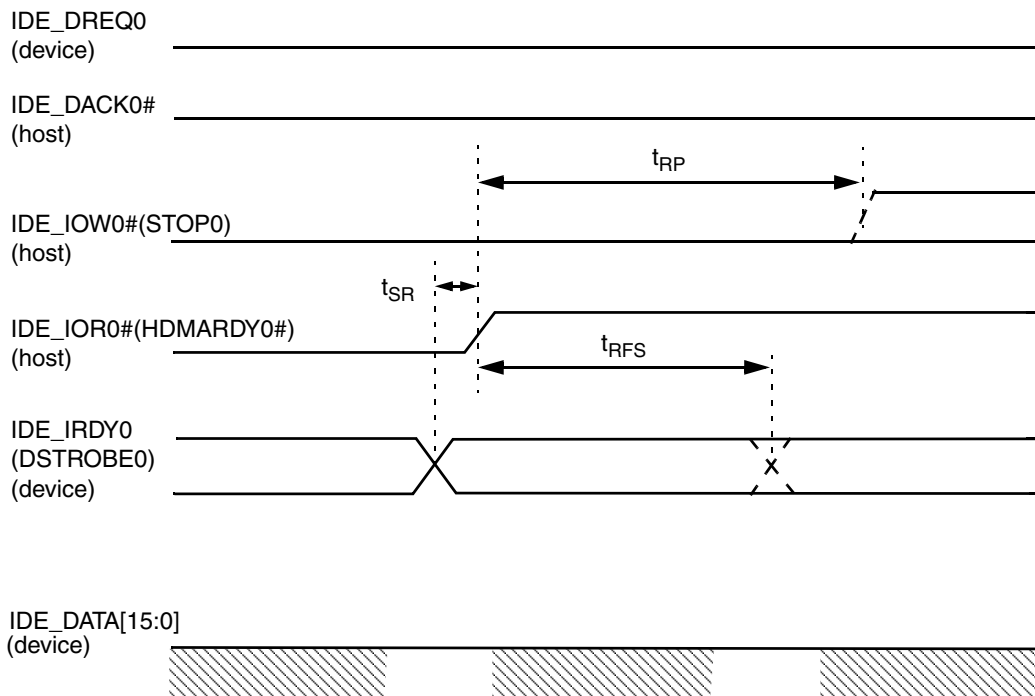 IDE_DREQ0
(device)
IDE_DACK0#
(host)
tRP
IDE_IOW0#(STOP0)
(host)
tSR
IDE_IOR0#(HDMARDY0#)
(host)
tRFS
IDE_IRDY0
(DSTROBE0)
(device)
IDE_DATA[15:0]
(device)